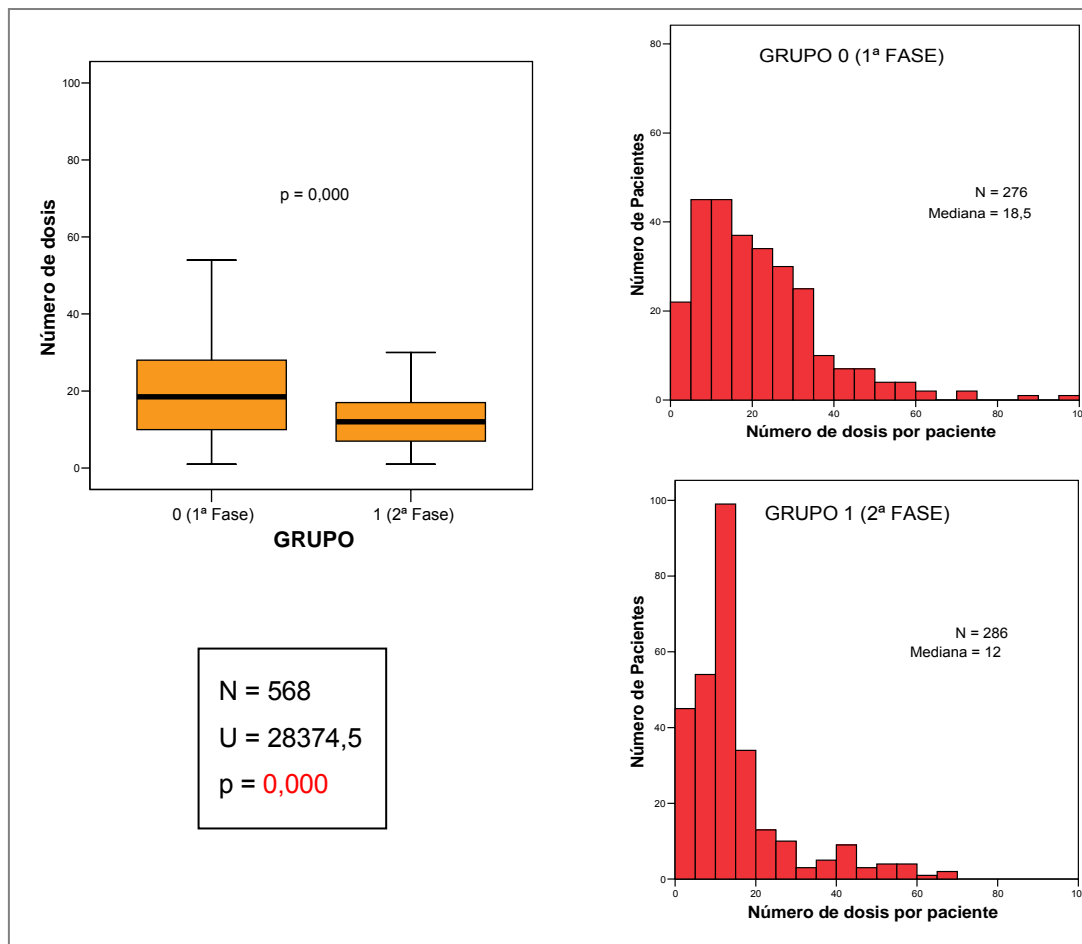 100
80
60
40
20
0
Número de dosis
p = 0,000
0 (1ª Fase)
1 (2ª Fase)
GRUPO
N = 568
U = 28374,5
p = 0,000
GRUPO 0 (1ª FASE)
80
60
40
20
0
Número de Pacientes
N = 276
Mediana = 18,5
0
20
40
60
80
10
Número de dosis por paciente
GRUPO 1 (2ª FASE)
100
80
60
40
20
0
Número de Pacientes
N = 286
Mediana = 12
0
20
40
60
80
10
Número de dosis por paciente